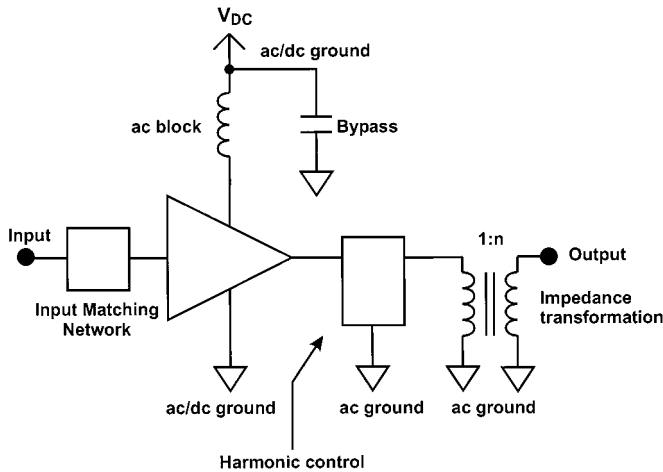 VDC
ac/dc ground
ac block
Bypass
1:n
Input
Output
Input Matching
Network
Impedance
transformation
ac/dc ground
ac ground
ac ground
Harmonic control